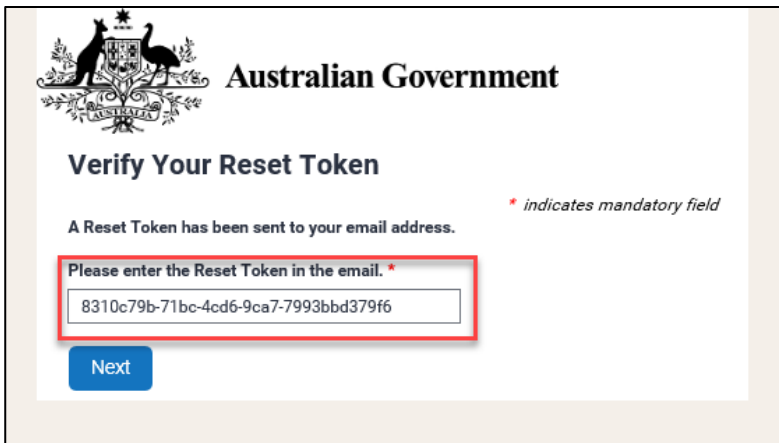 AUSTRALIA
Australian Government
Verify Your Reset Token
* indicates mandatory field
A Reset Token has been sent to your email address.
Please enter the Reset Token in the email. *
8310c79b-71bc-4cd6-9ca7-7993bbd379f6
Next